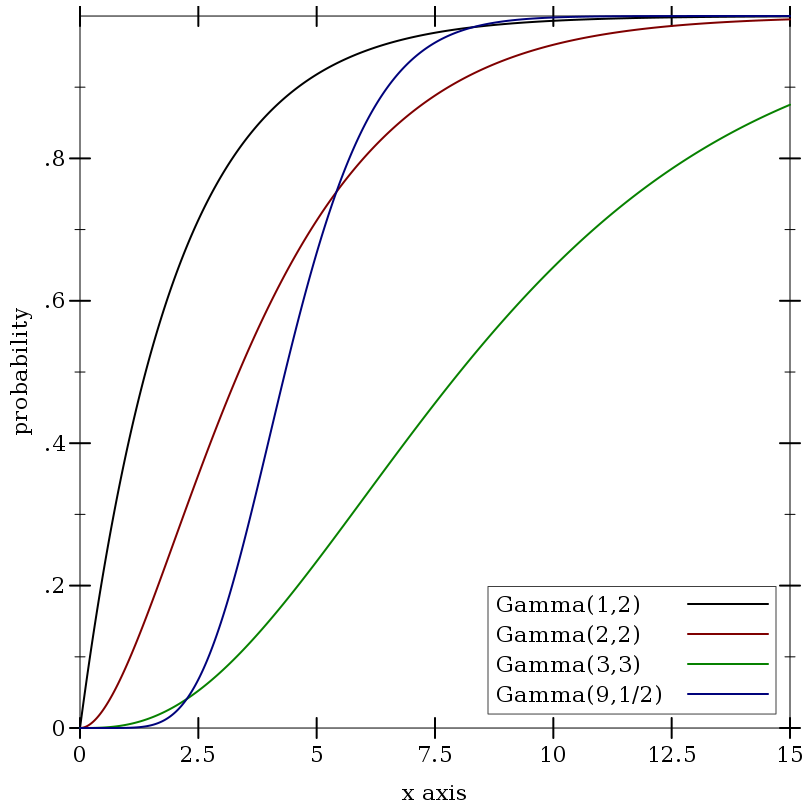 .8
.6
.4
.2
0
probability
0 2.5 5 7.5 10 12.5 15
x axis
Gamma(1,2)
Gamma(2,2)
Gamma(3,3)
Gamma(9,1/2)